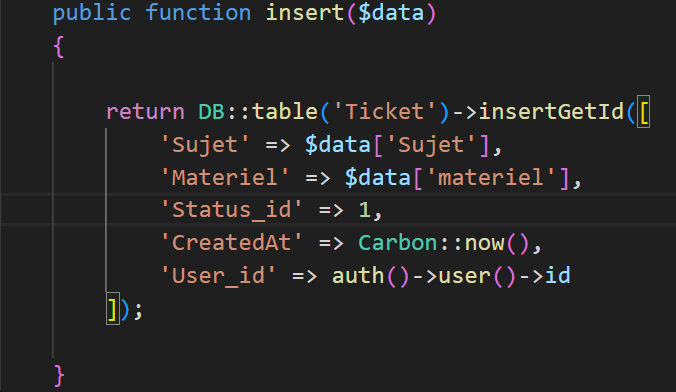 public function insert($data)
{
return DB::table('Ticket')->insertGetId([
'Sujet' => $data['Sujet'],
'Materiel' => $data['materiel'],
'Status_id' => 1,
'CreatedAt' => Carbon::now(),
'User_id' => auth()->user()->id
]);
}